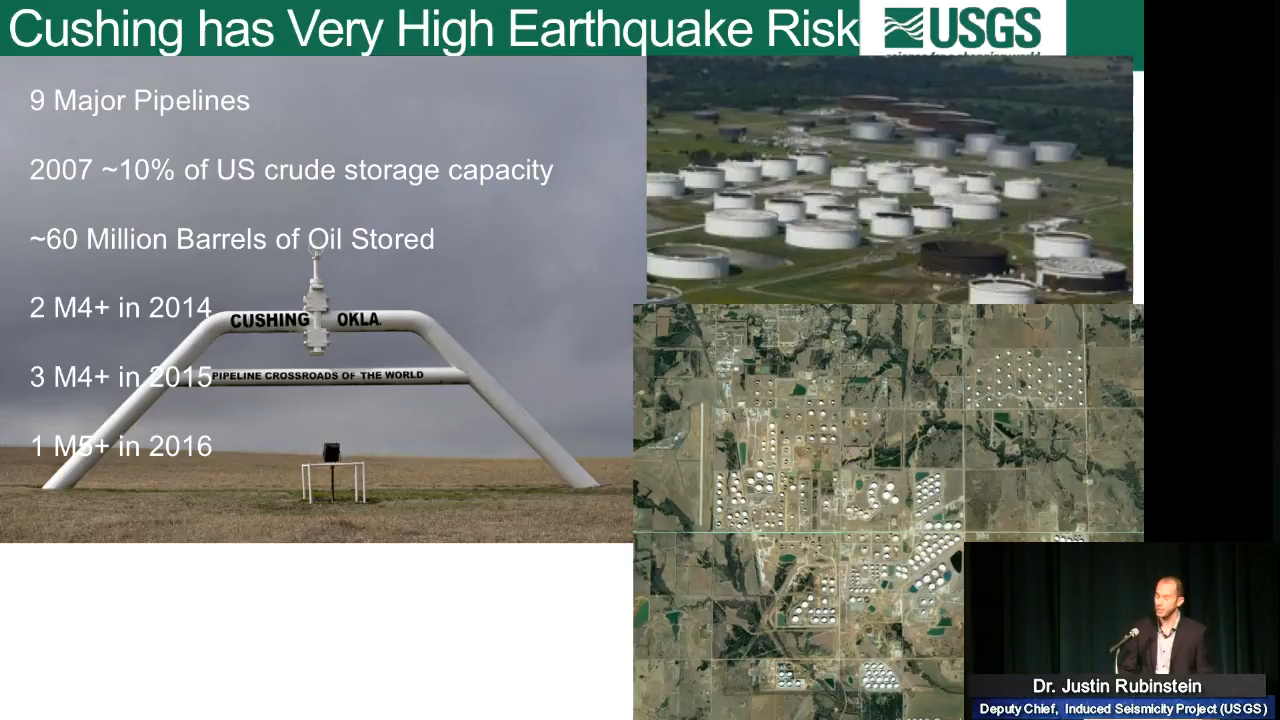 Cushing has Very High Earthquake Risk
USGS
9 Major Pipelines
2007 ~10% of US crude storage capacity
~60 Million Barrels of Oil Stored
2 M4+ in 2014
CUSHING OKLA.
3 M4+ in 2015
PIPELINE CROSSROADS OF THE WORLD
1 M5+ in 2016
Dr. Justin Rubinstein
Deputy Chief, Induced Seismicity Project (USGS)